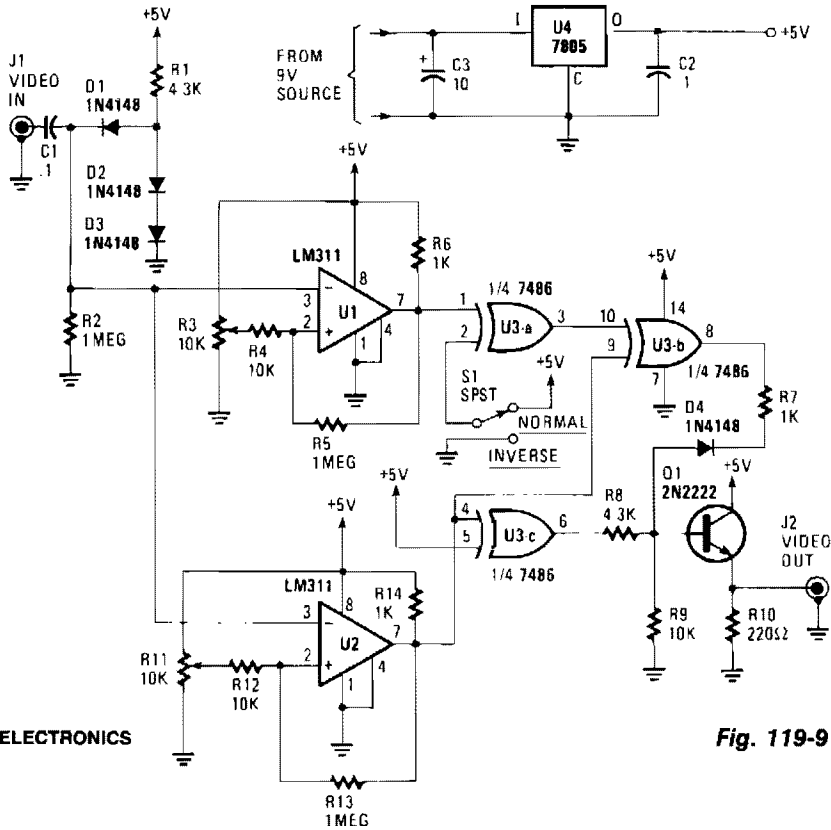 +5V
J1
VIDEO
IN
C1
.1
R1
4.3K
D1
1N4148
D2
1N4148
D3
1N4148
R2
1MEG
FROM
9V
SOURCE
+
C3
10
I
U4
7805
O
C
C2
.1
+5V
+5V
LM311
R3
10K
R4
10K
3
−
2
+
U1
8
7
1
4
R6
1K
R5
1MEG
1/4 7486
1
2
U3-a
3
S1
SPST
+5V
NORMAL
INVERSE
+5V
10
9
14
U3-b
8
7
1/4 7486
R7
1K
D4
1N4148
+5V
4
5
U3-c
6
1/4 7486
R8
4.3K
Q1
2N2222
+5V
J2
VIDEO
OUT
R9
10K
R10
220Ω
+5V
LM311
R11
10K
R12
10K
3
−
2
+
U2
8
7
1
4
R14
1K
R13
1MEG
ELECTRONICS
Fig. 119-9